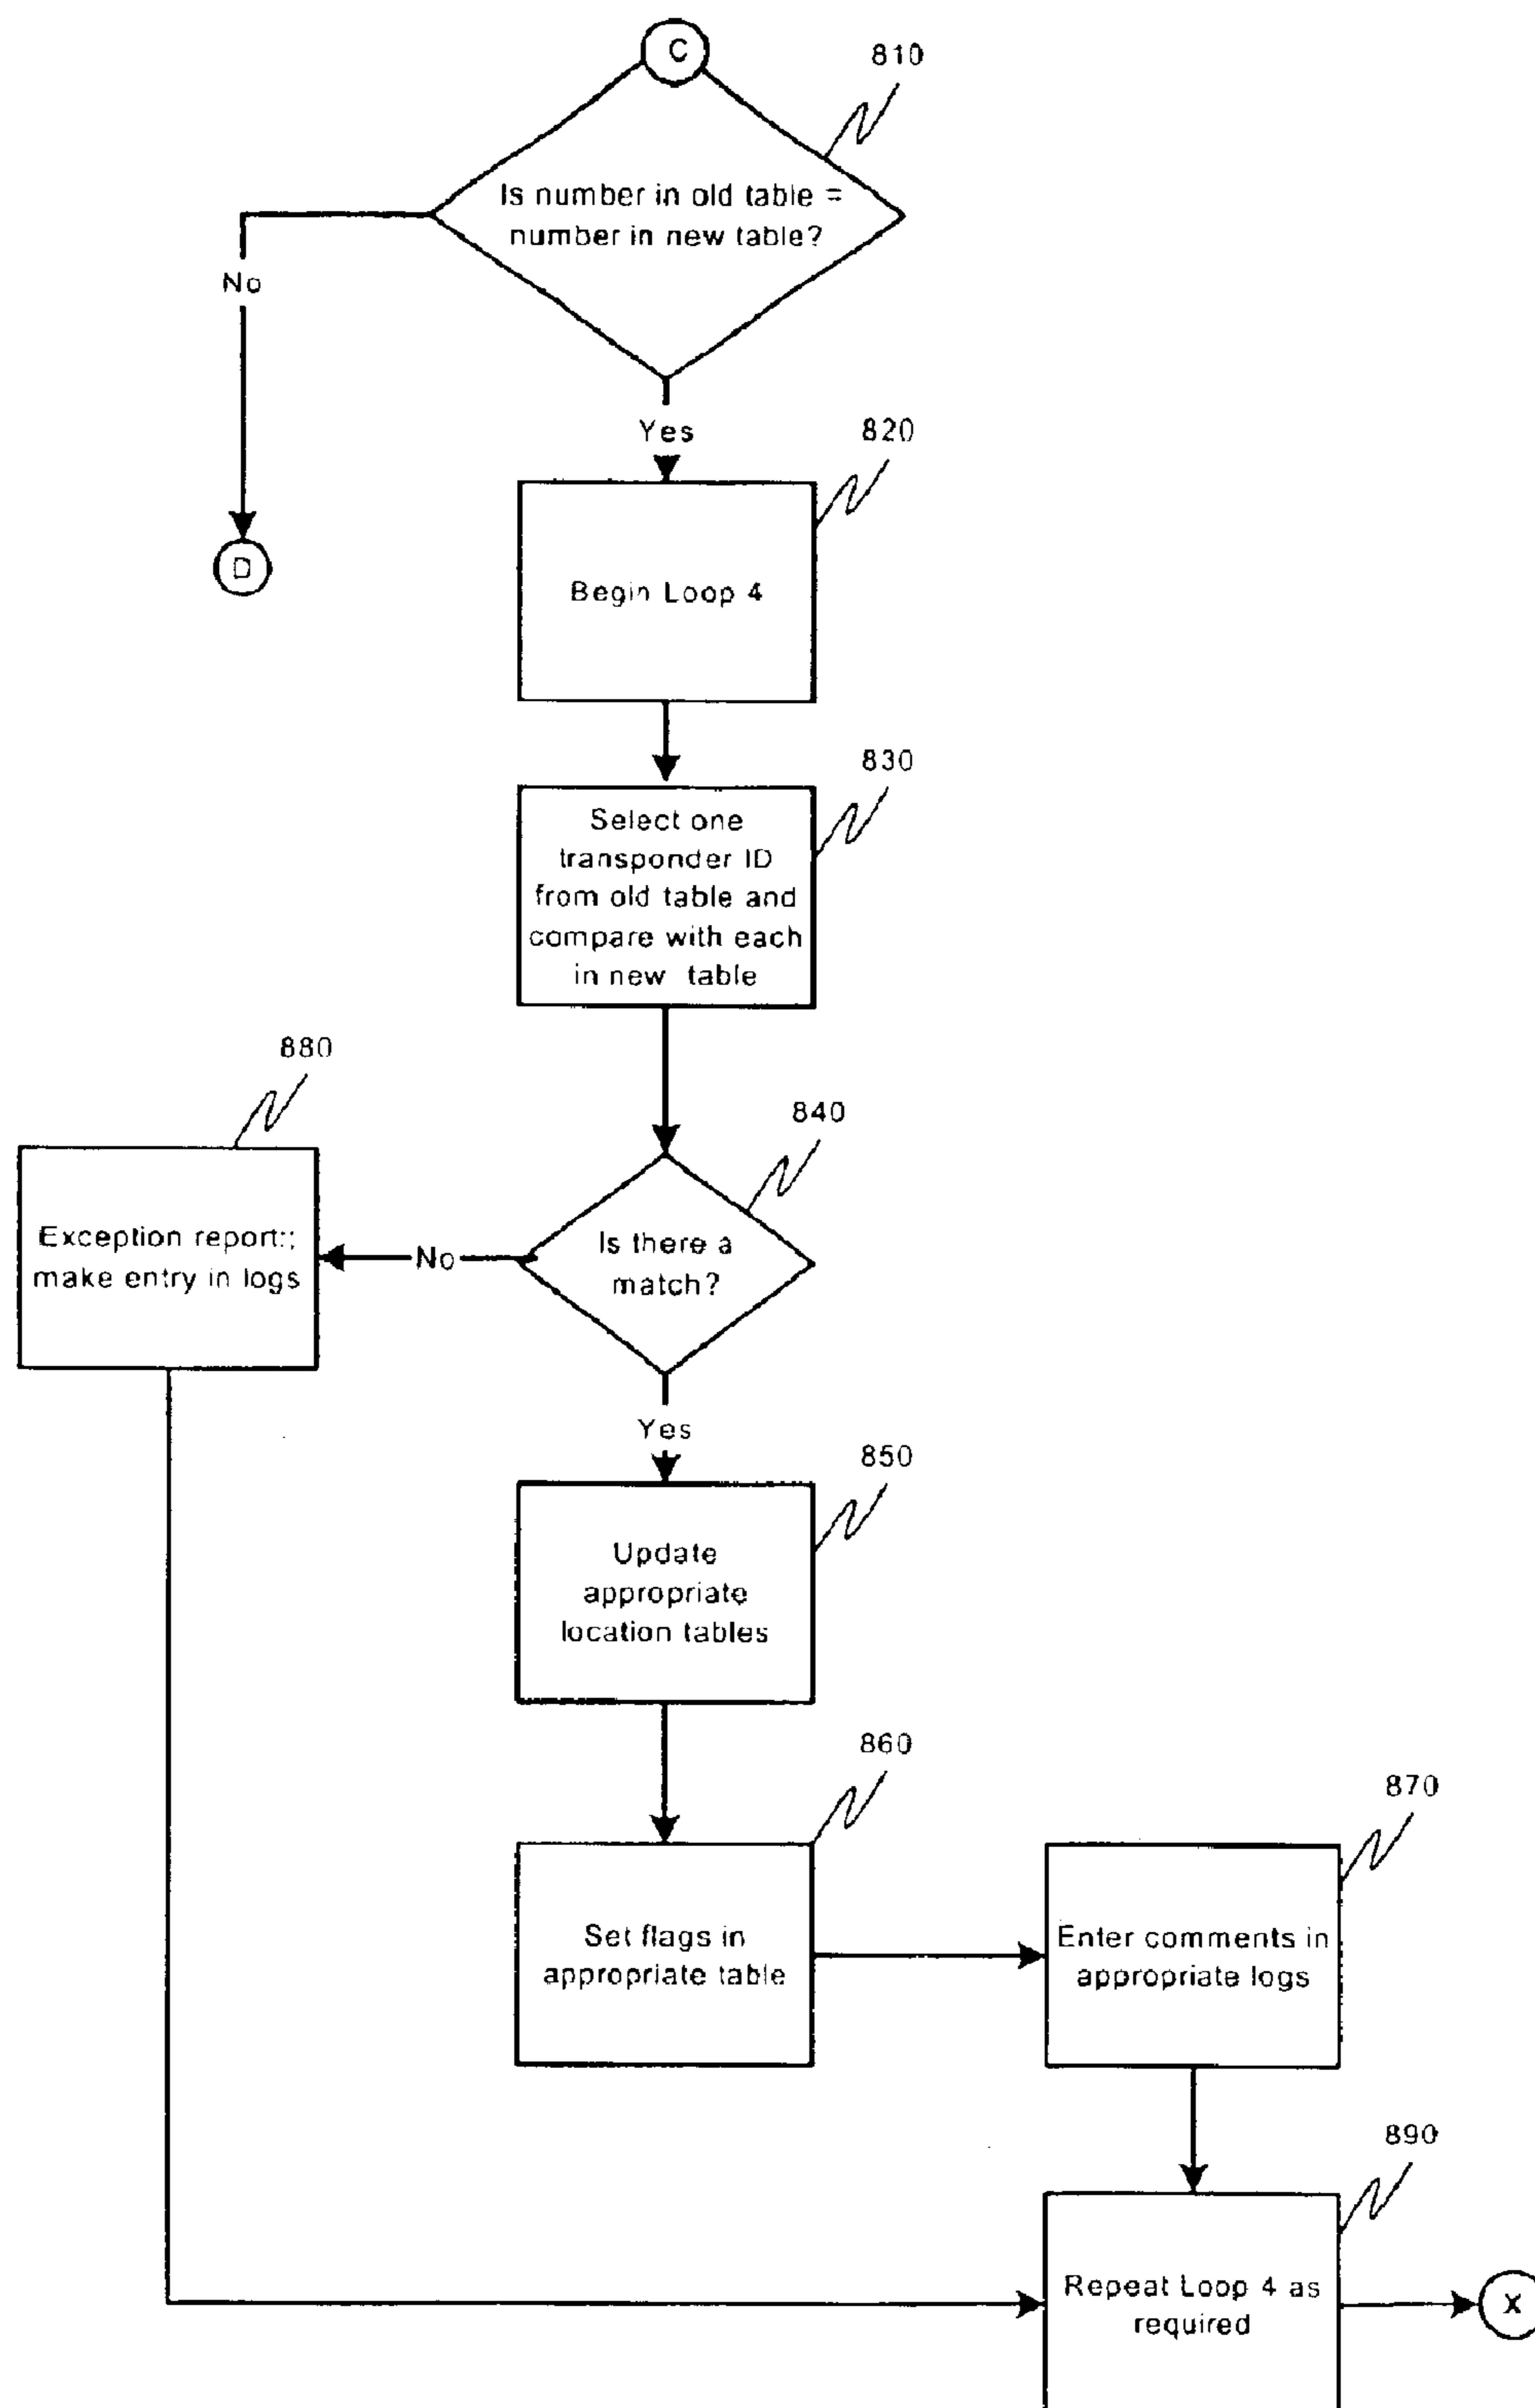 C
810
Is number in old table =
number in new table?
No
Yes
820
D
Begin Loop 4
830
Select one
transponder ID
from old table and
compare with each
in new table
880
840
Exception report:;
make entry in logs
No
Is there a
match?
Yes
850
Update
appropriate
location tables
860
870
Set flags in
appropriate table
Enter comments in
appropriate logs
890
Repeat Loop 4 as
required
X